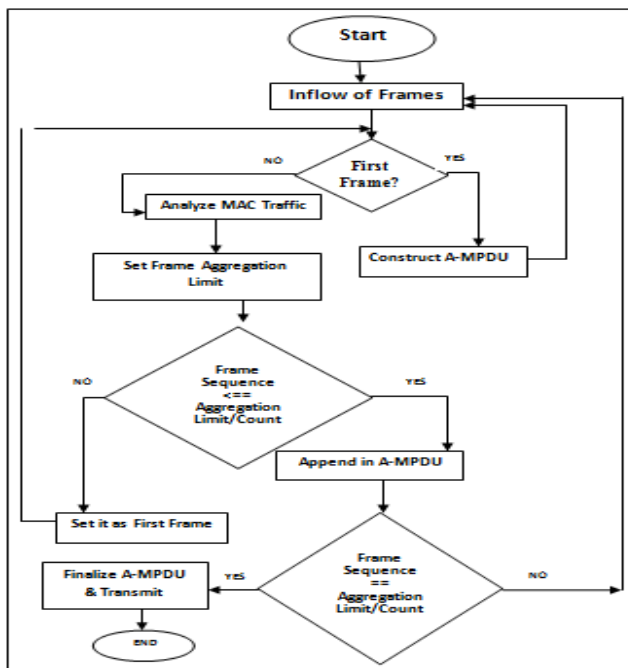 Start
Inflow of Frames
NO
YES
First
Frame?
Analyze MAC Traffic
Construct A-MPDU
Set Frame Aggregation
Limit
NO
YES
Frame
Sequence
<==
Aggregation
Limit/Count
Append in A-MPDU
Set it as First Frame
Finalize A-MPDU
& Transmit
YES
NO
Frame
Sequence
==
Aggregation
Limit/Count
END